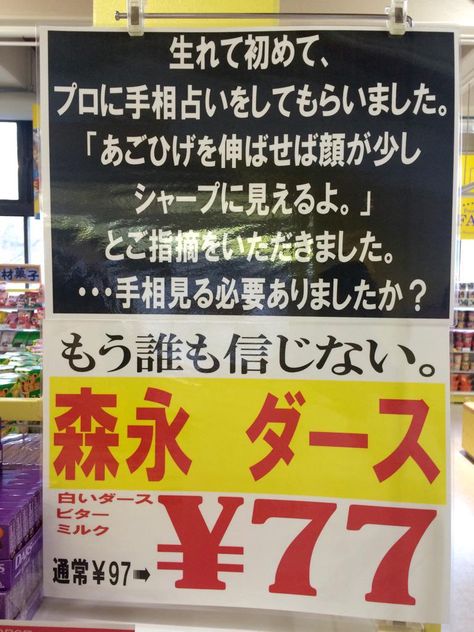 生れて初めて、
プロに手相占いをしてもらいました。
「あごひげを伸ばせば顔が少し
シャープに見えるよ。」
とご指摘をいただきました。
・・・手相見る必要ありましたか？
もう誰も信じない。
森永 ダース
白いダース
ビター
ミルク
通常￥97➡
￥77
材菓子